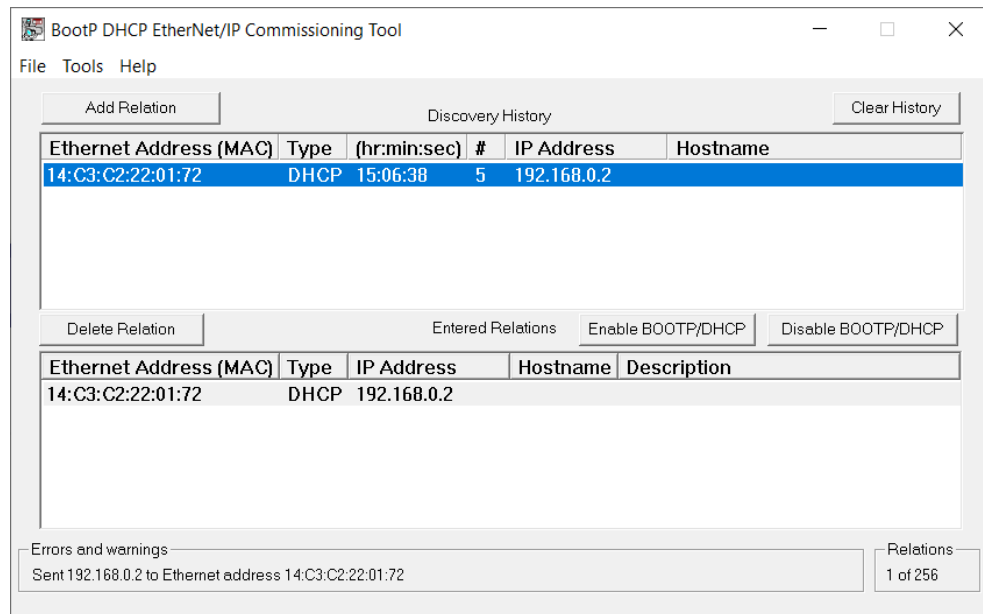 BootP DHCP EtherNet/IP Commissioning Tool
File Tools Help
Add Relation Discovery History Clear History
Ethernet Address (MAC) Type (hr:min:sec) # IP Address Hostname
14:C3:C2:22:01:72 DHCP 15:06:38 5 192.168.0.2
Delete Relation Entered Relations Enable BOOTP/DHCP Disable BOOTP/DHCP
Ethernet Address (MAC) Type IP Address Hostname Description
14:C3:C2:22:01:72 DHCP 192.168.0.2
Errors and warnings Relations
Sent 192.168.0.2 to Ethernet address 14:C3:C2:22:01:72 1 of 256